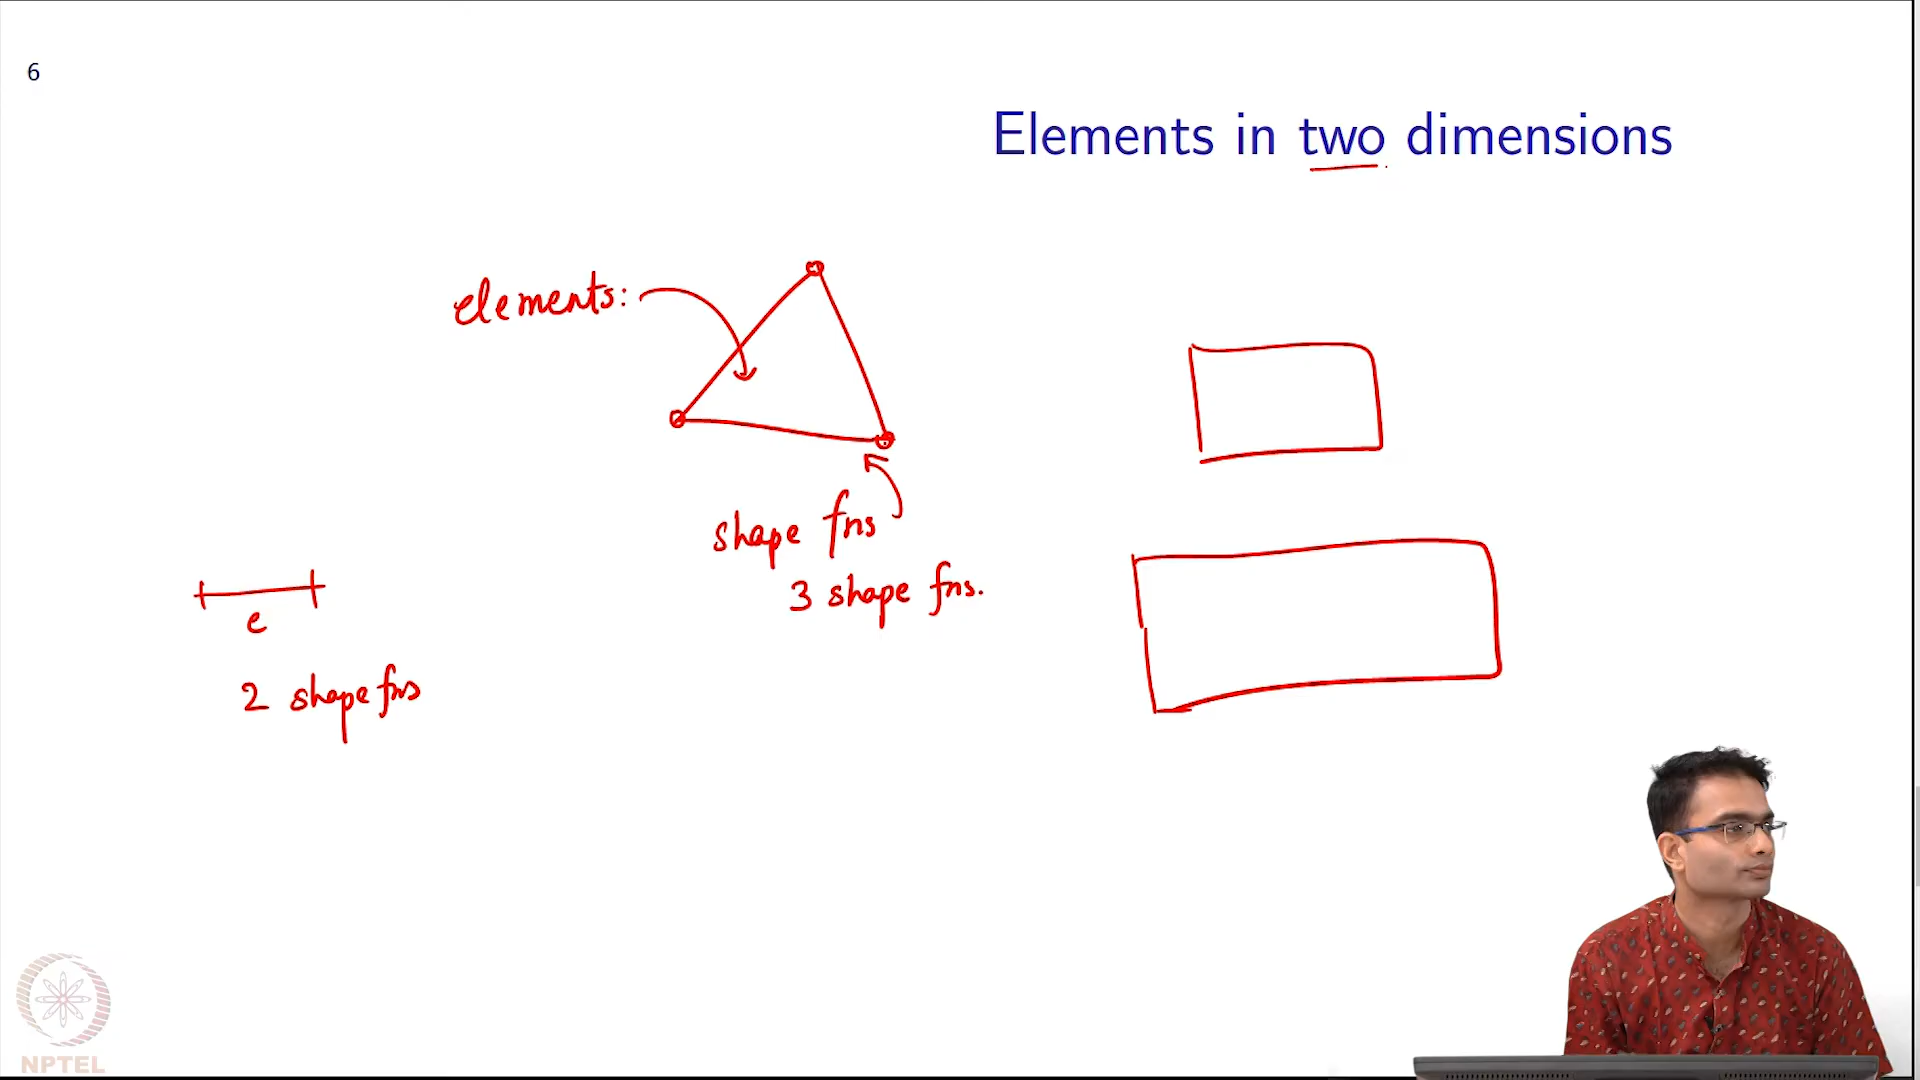 6
Elements in two dimensions
elements:
shape fns
3 shape fns.
e
2 shape fns
NPTEL